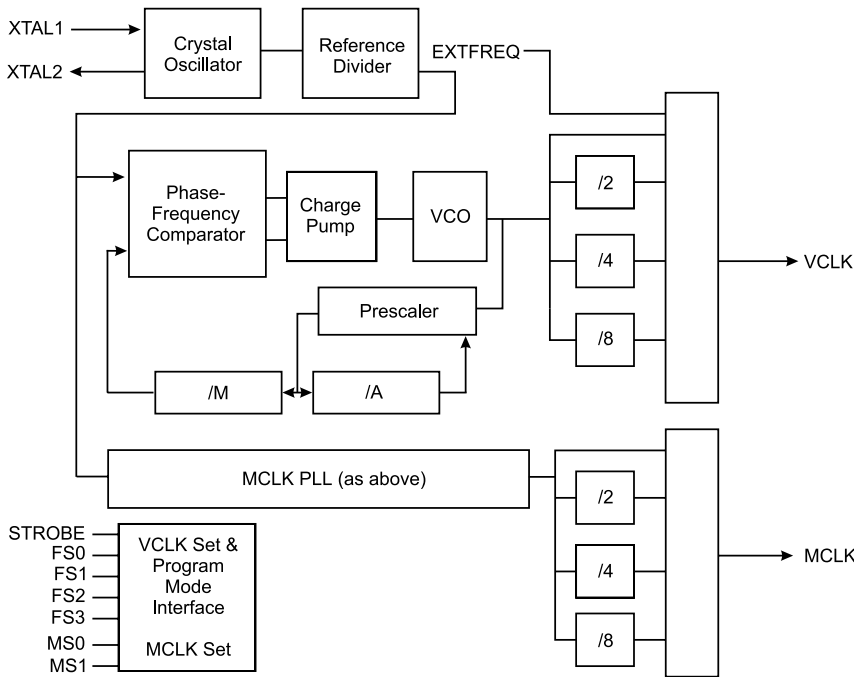 XTAL1
XTAL2
Crystal
Oscillator
Reference
Divider
EXTFREQ
Phase-
Frequency
Comparator
Charge
Pump
VCO
/2
/4
/8
VCLK
Prescaler
/M
/A
MCLK PLL (as above)
/2
/4
/8
MCLK
STROBE
FS0
FS1
FS2
FS3
MS0
MS1
VCLK Set &
Program
Mode
Interface
MCLK Set